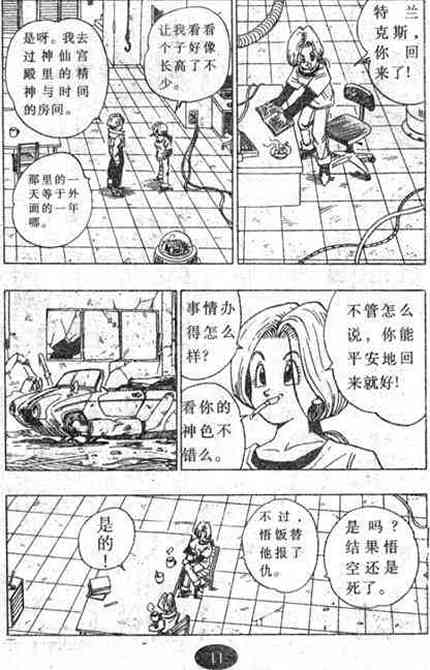 特兰
克斯,
你回
来了!
让我看看
个子好像
长高了不
少。
是呀。我去
过神仙宫
殿里的精
神与时间
的房间。
那里的一
天等于外
面的一年
哪。
不管怎么
说,你能
平安地回
来就好!
事情办
得怎么
样?
看你的
神色不
错么。
是吗?
结果悟
空还是
死了。
不过,
悟饭替
他报了
仇。
是
的!
11